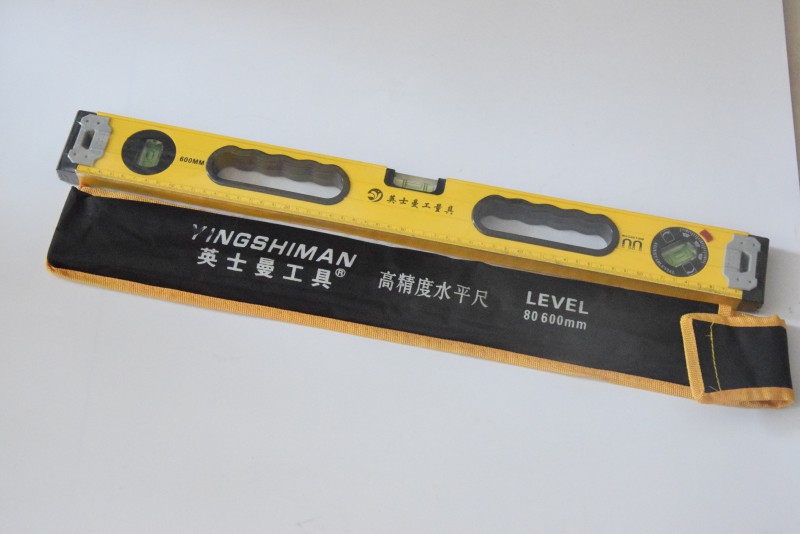 600MM
英士曼工量具
YINGSHIMAN
英士曼工具®
高精度水平尺
LEVEL
80 600mm